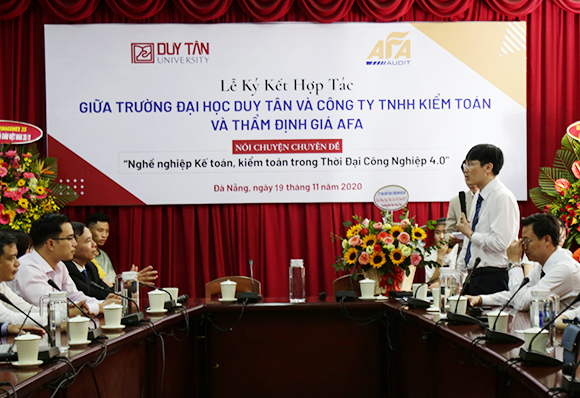 DUY TÂN
UNIVERSITY
AFA
AUDIT
Lễ Ký Kết Hợp Tác
GIỮA TRƯỜNG ĐẠI HỌC DUY TÂN VÀ CÔNG TY TNHH KIỂM TOÁN
VÀ THẨM ĐỊNH GIÁ AFA
NÓI CHUYỆN CHUYÊN ĐỀ
“Nghề nghiệp Kế toán, kiểm toán trong Thời Đại Công Nghiệp 4.0”
Đà Nẵng, ngày 19 tháng 11 năm 2020